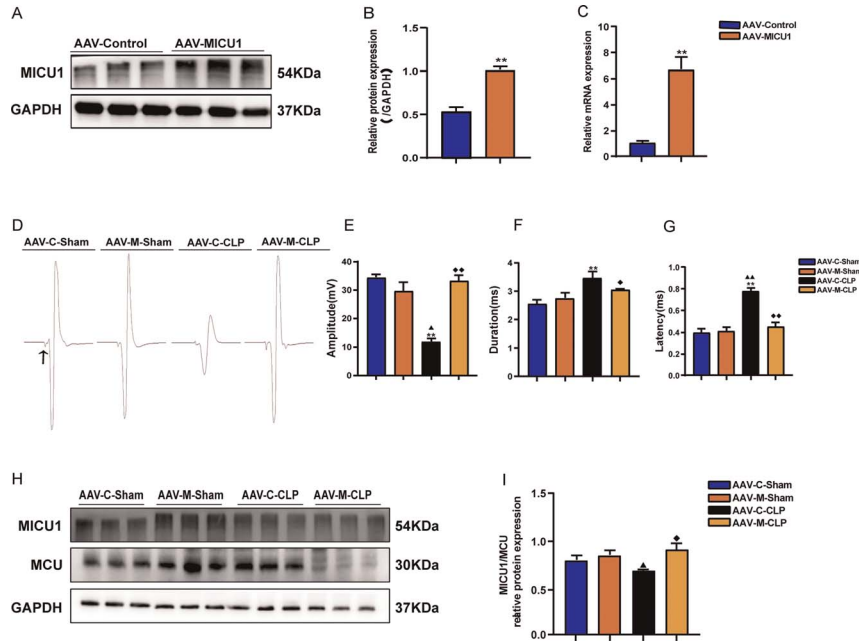 A
AAV-Control AAV-MICU1
MICU1 54KDa
GAPDH 37KDa
B
Relative protein expression
(/GAPDH)
1.5
1.0
0.5
0.0
**
C
Relative mRNA expression
10
8
6
4
2
0
**
AAV-Control
AAV-MICU1
D
AAV-C-Sham AAV-M-Sham AAV-C-CLP AAV-M-CLP
E
Amplitude(mV)
40
30
20
10
0
▲
**
◆◆
F
Duration(ms)
5
4
3
2
1
0
**
◆
G
Latency(ms)
1.0
0.8
0.6
0.4
0.2
0.0
▲▲
**
◆◆
AAV-C-Sham
AAV-M-Sham
AAV-C-CLP
AAV-M-CLP
H
AAV-C-Sham AAV-M-Sham AAV-C-CLP AAV-M-CLP
MICU1 54KDa
MCU 30KDa
GAPDH 37KDa
I
MICU1/MCU
relative protein expression
1.5
1.0
0.5
0.0
▲
◆
AAV-C-Sham
AAV-M-Sham
AAV-C-CLP
AAV-M-CLP